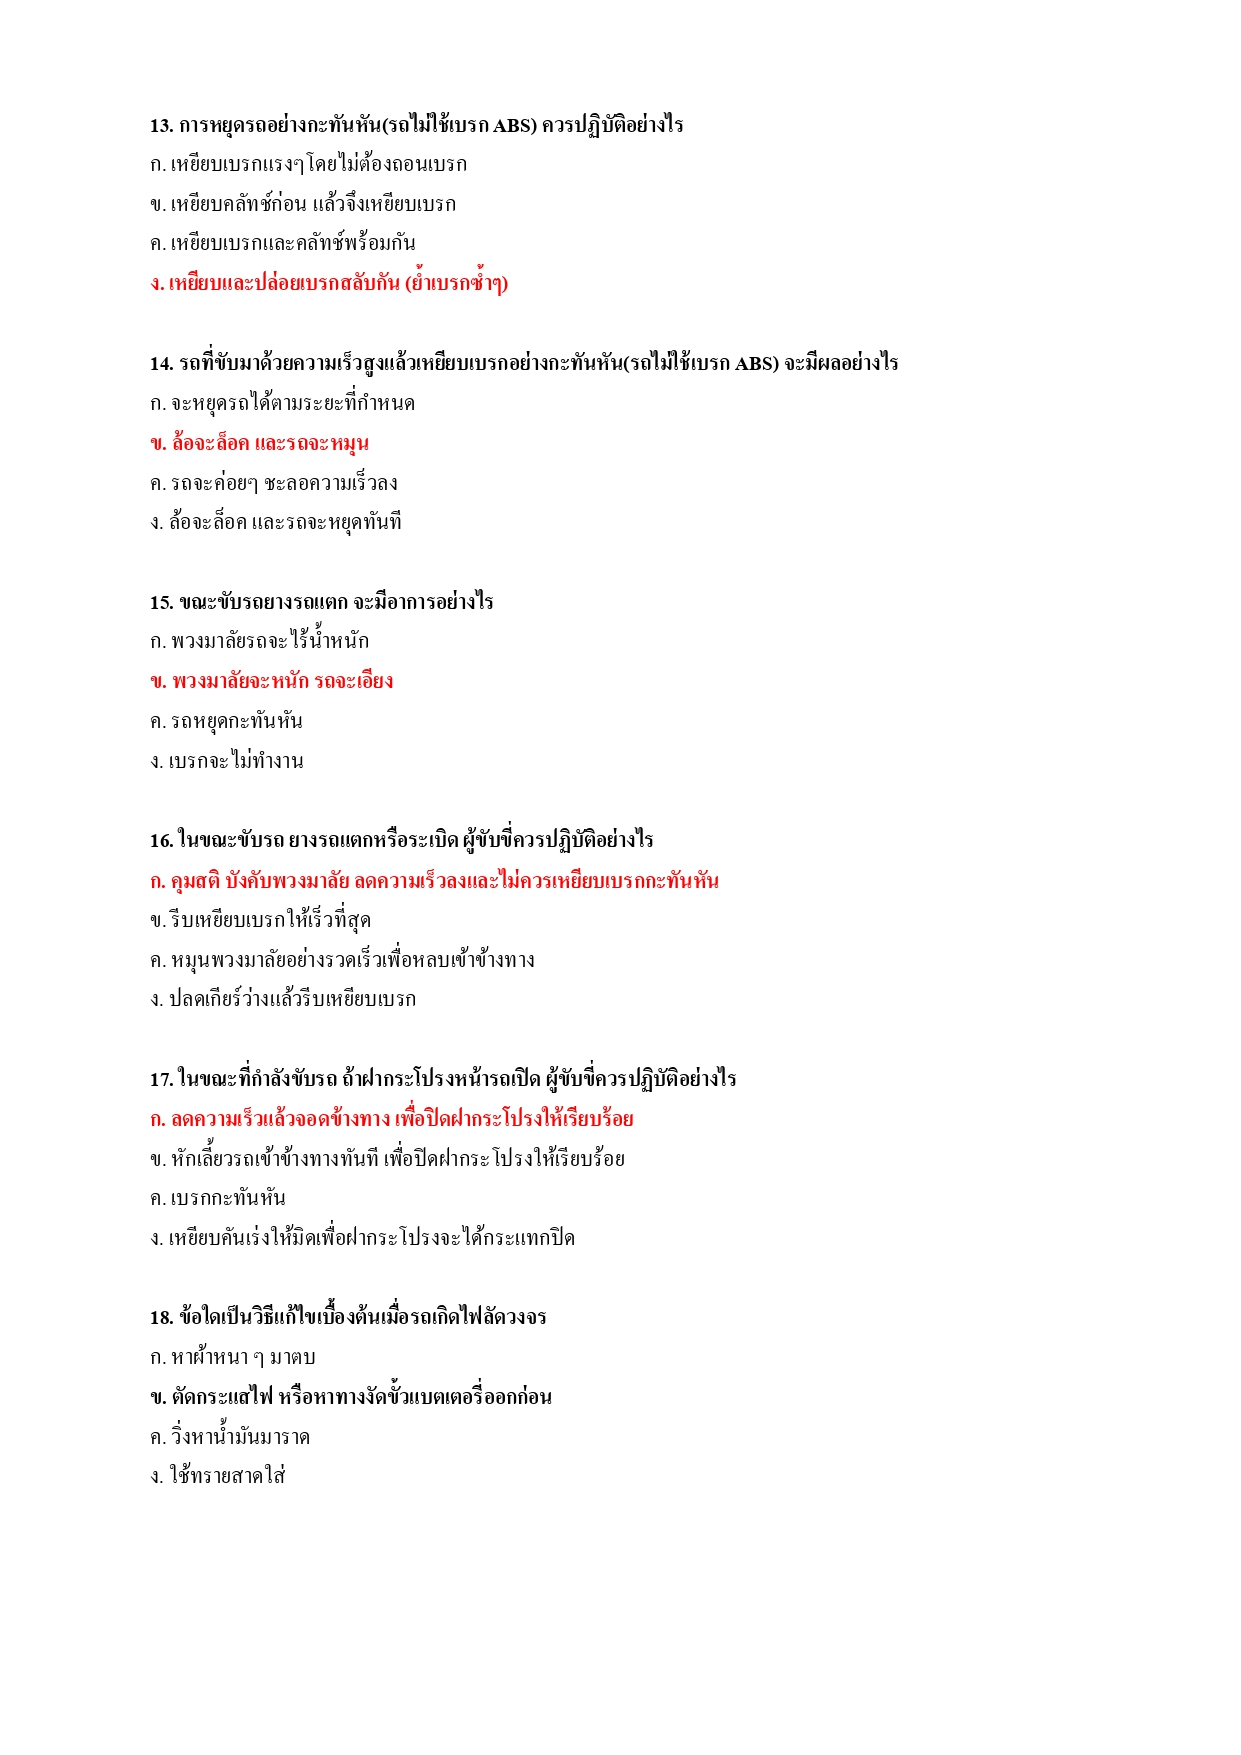 13. การหยุดรถอย่างกะทันหัน(รถไม่ใช้เบรก ABS) ควรปฏิบัติอย่างไร
ก. เหยียบเบรกแรงๆโดยไม่ต้องถอนเบรก
ข. เหยียบคลัทช์ก่อน แล้วจึงเหยียบเบรก
ค. เหยียบเบรกและคลัทช์พร้อมกัน
ง. เหยียบและปล่อยเบรกสลับกัน (ย้ำเบรกซ้ำๆ)
14. รถที่ขับมาด้วยความเร็วสูงแล้วเหยียบเบรกอย่างกะทันหัน(รถไม่ใช้เบรก ABS) จะมีผลอย่างไร
ก. จะหยุดรถได้ตามระยะที่กำหนด
ข. ล้อจะล็อค และรถจะหมุน
ค. รถจะค่อยๆ ชะลอความเร็วลง
ง. ล้อจะล็อค และรถจะหยุดทันที
15. ขณะขับรถยางรถแตก จะมีอาการอย่างไร
ก. พวงมาลัยรถจะไร้น้ำหนัก
ข. พวงมาลัยจะหนัก รถจะเอียง
ค. รถหยุดกะทันหัน
ง. เบรกจะไม่ทำงาน
16. ในขณะขับรถ ยางรถแตกหรือระเบิด ผู้ขับขี่ควรปฏิบัติอย่างไร
ก. คุมสติ บังคับพวงมาลัย ลดความเร็วลงและไม่ควรเหยียบเบรกกะทันหัน
ข. รีบเหยียบเบรกให้เร็วที่สุด
ค. หมุนพวงมาลัยอย่างรวดเร็วเพื่อหลบเข้าข้างทาง
ง. ปลดเกียร์ว่างแล้วรีบเหยียบเบรก
17. ในขณะที่กำลังขับรถ ถ้าฝากระโปรงหน้ารถเปิด ผู้ขับขี่ควรปฏิบัติอย่างไร
ก. ลดความเร็วแล้วจอดข้างทาง เพื่อปิดฝากระโปรงให้เรียบร้อย
ข. หักเลี้ยวรถเข้าข้างทางทันที เพื่อปิดฝากระโปรงให้เรียบร้อย
ค. เบรกกะทันหัน
ง. เหยียบคันเร่งให้มิดเพื่อฝากระโปรงจะได้กระแทกปิด
18. ข้อใดเป็นวิธีแก้ไขเบื้องต้นเมื่อรถเกิดไฟลัดวงจร
ก. หาผ้าหนา ๆ มาตบ
ข. ตัดกระแสไฟ หรือหาทางงัดขั้วแบตเตอรี่ออกก่อน
ค. วิ่งหาน้ำมันมาราด
ง. ใช้ทรายสาดใส่